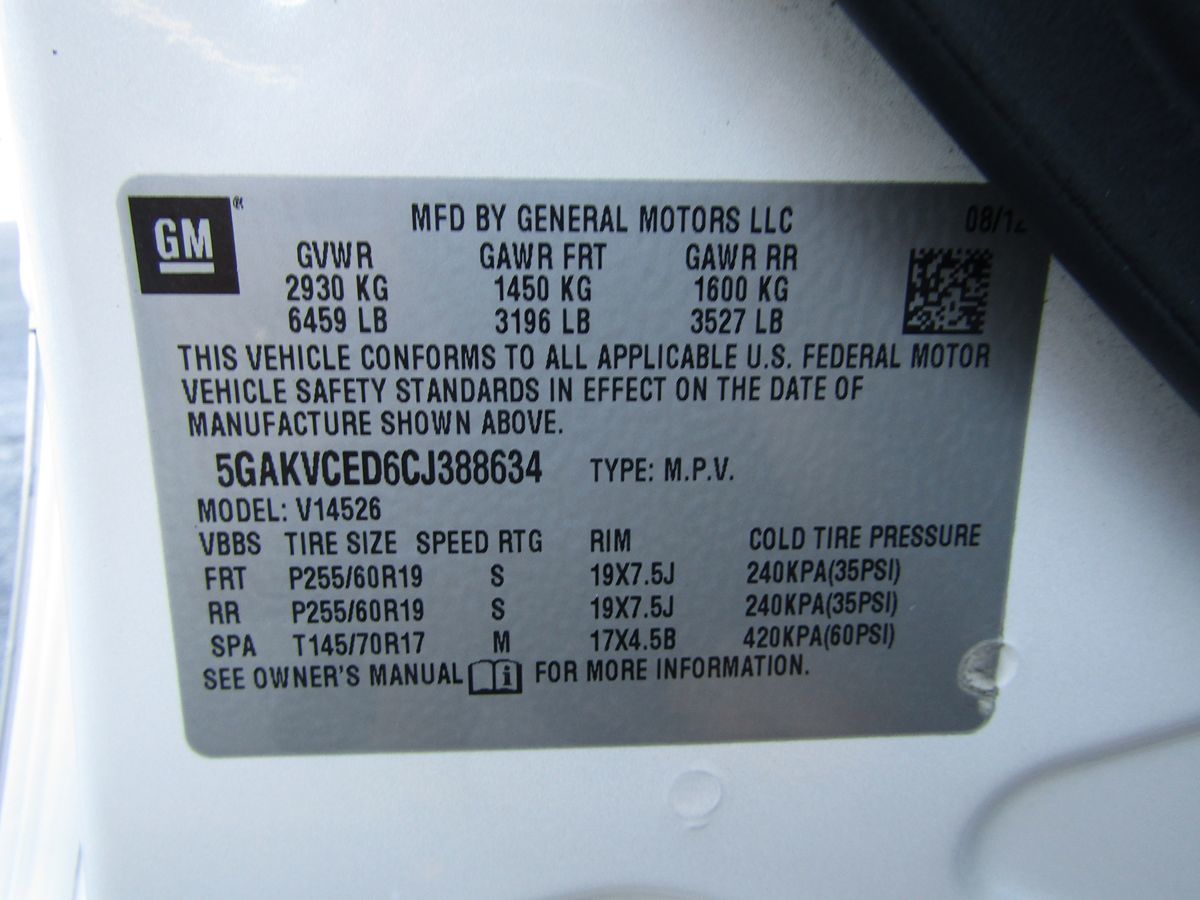 GM ®
MFD BY GENERAL MOTORS LLC 08/12
GVWR GAWR FRT GAWR RR
2930 KG 1450 KG 1600 KG
6459 LB 3196 LB 3527 LB
THIS VEHICLE CONFORMS TO ALL APPLICABLE U.S. FEDERAL MOTOR
VEHICLE SAFETY STANDARDS IN EFFECT ON THE DATE OF
MANUFACTURE SHOWN ABOVE.
5GAKVCED6CJ388634 TYPE: M.P.V.
MODEL: V14526
VBBS TIRE SIZE SPEED RTG RIM COLD TIRE PRESSURE
FRT P255/60R19 S 19X7.5J 240KPA(35PSI)
RR P255/60R19 S 19X7.5J 240KPA(35PSI)
SPA T145/70R17 M 17X4.5B 420KPA(60PSI)
SEE OWNER'S MANUAL i FOR MORE INFORMATION.